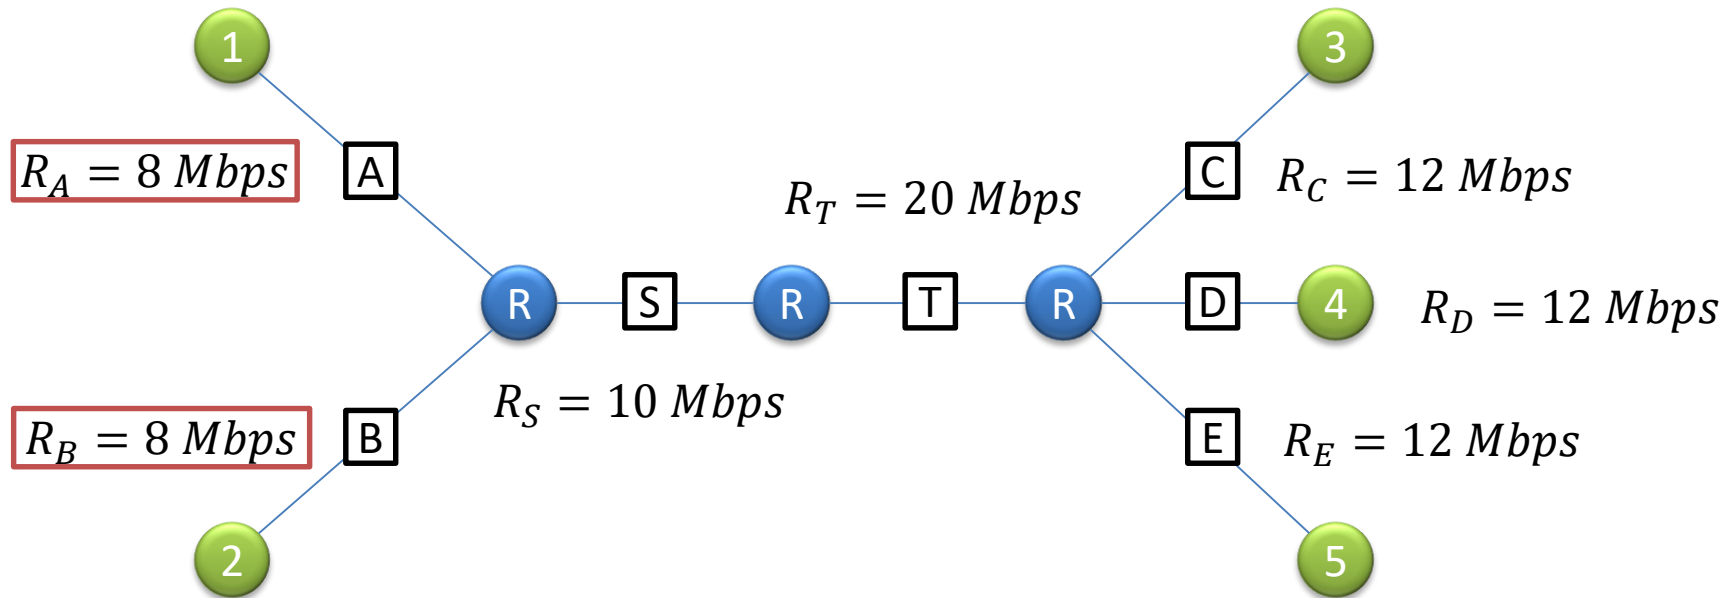 1
3
R_A = 8 Mbps
A
C
R_C = 12 Mbps
R_T = 20 Mbps
R
S
R
T
R
D
4
R_D = 12 Mbps
R_S = 10 Mbps
R_B = 8 Mbps
B
E
R_E = 12 Mbps
2
5